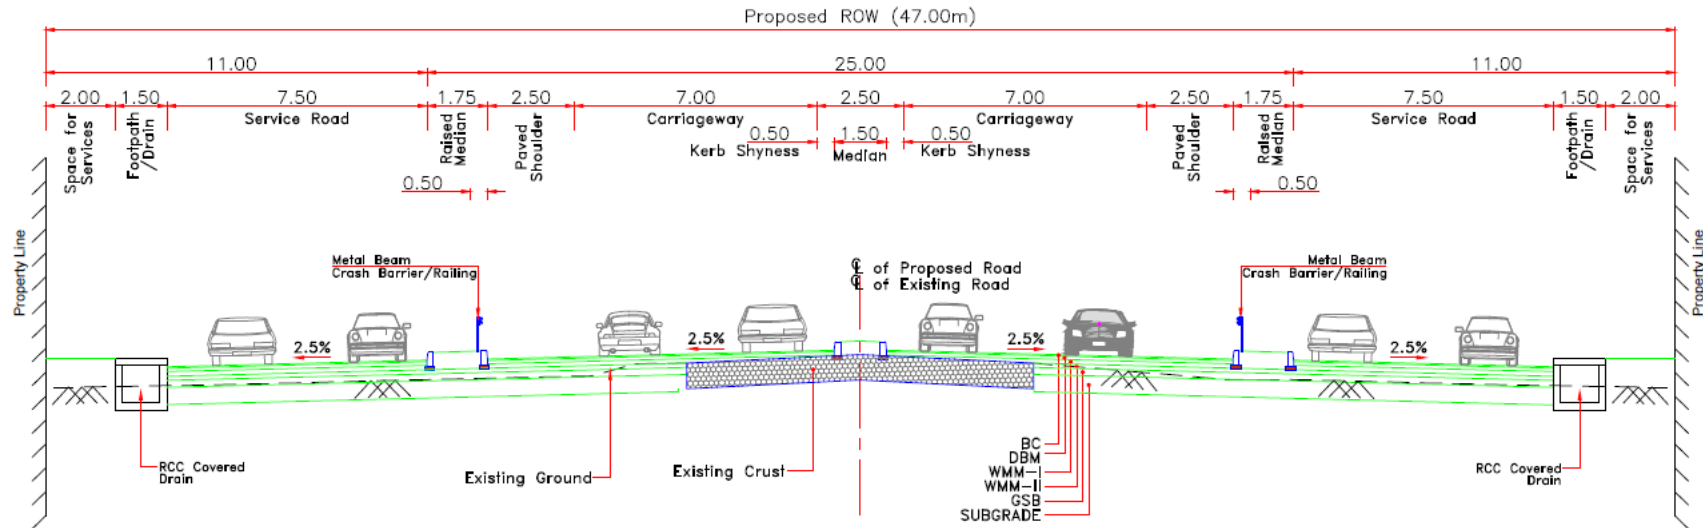 Proposed ROW (47.00m)
11.00
25.00
11.00
2.00
1.50
7.50
1.75
2.50
7.00
2.50
7.00
2.50
1.75
7.50
1.50
2.00
Space for
Services
Footpath
/Drain
Service Road
Raised
Median
Paved
Shoulder
Carriageway
0.50
Kerb Shyness
1.50
Median
Carriageway
0.50
Kerb Shyness
Paved
Shoulder
Raised
Median
Service Road
Footpath
/Drain
Space for
Services
0.50
0.50
Property Line
Metal Beam
Crash Barrier/Railing
℄ of Proposed Road
℄ of Existing Road
Metal Beam
Crash Barrier/Railing
Property Line
2.5%
2.5%
2.5%
2.5%
RCC Covered
Drain
Existing Ground
Existing Crust
BC
DBM
WMM-I
WMM-II
GSB
SUBGRADE
RCC Covered
Drain